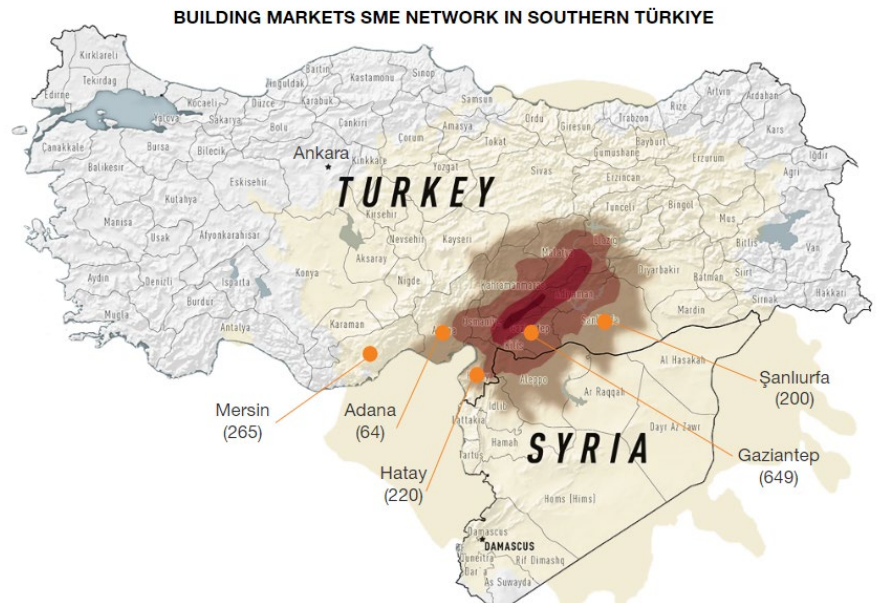 BUILDING MARKETS SME NETWORK IN SOUTHERN TÜRKIYE
Kirklareli
Tekirdag
Edirne
Kocaeli
Yalova
Sakarya
Duzce
Bolu
Karabuk
Kastamonu
Sinop
Samsun
Cankiri
Corum
Amasya
Tokat
Ordu
Giresun
Trabzon
Rize
Artvin
Ardahan
Kars
Bayburt
Gumushane
Erzurum
Iğdir
Agri
Canakkale
Balikesir
Bursa
Bilecik
Eskisehir
Ankara
Kirikkale
Yozgat
Sivas
Erzincan
Tunceli
Bingol
Mus
Bitlis
Van
TURKEY
Kutahya
Manisa
Usak
Afyonkarahisar
Kirsehir
Nevsehir
Kayseri
Aksaray
Nigde
Konya
Isparta
Aydin
Denizli
Burdur
Mugla
Antalya
Karaman
Diyarbakir
Batman
Siirt
Sirnak
Hakkari
Mardin
Mersin
(265)
Adana
(64)
Hatay
(220)
Şanlıurfa
(200)
Gaziantep
(649)
Al Hasakah
Aleppo
Ar Raqqah
Idlib
Lattakia
Hamah
Tartus
Dayr Az Zawr
SYRIA
Homs (Hims)
Damascus
DAMASCUS
Quneitra
Rif Dimashq
Dar'a
As Suwayda